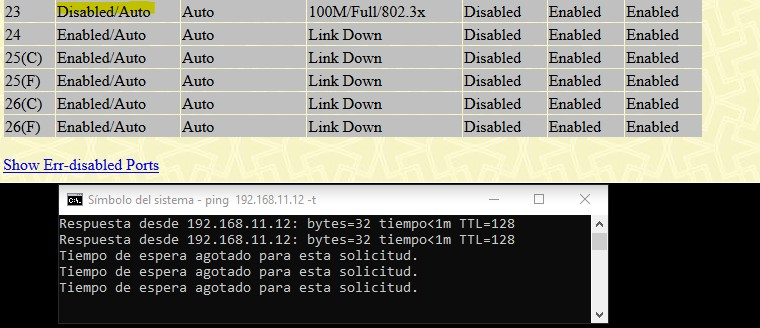 23 Disabled/Auto Auto 100M/Full/802.3x Disabled Enabled Enabled
24 Enabled/Auto Auto Link Down Disabled Enabled Enabled
25(C) Enabled/Auto Auto Link Down Disabled Enabled Enabled
25(F) Enabled/Auto Auto Link Down Disabled Enabled Enabled
26(C) Enabled/Auto Auto Link Down Disabled Enabled Enabled
26(F) Enabled/Auto Auto Link Down Disabled Enabled Enabled
Show Err-disabled Ports
C:\. Símbolo del sistema - ping 192.168.11.12 -t
Respuesta desde 192.168.11.12: bytes=32 tiempo<1m TTL=128
Respuesta desde 192.168.11.12: bytes=32 tiempo<1m TTL=128
Tiempo de espera agotado para esta solicitud.
Tiempo de espera agotado para esta solicitud.
Tiempo de espera agotado para esta solicitud.